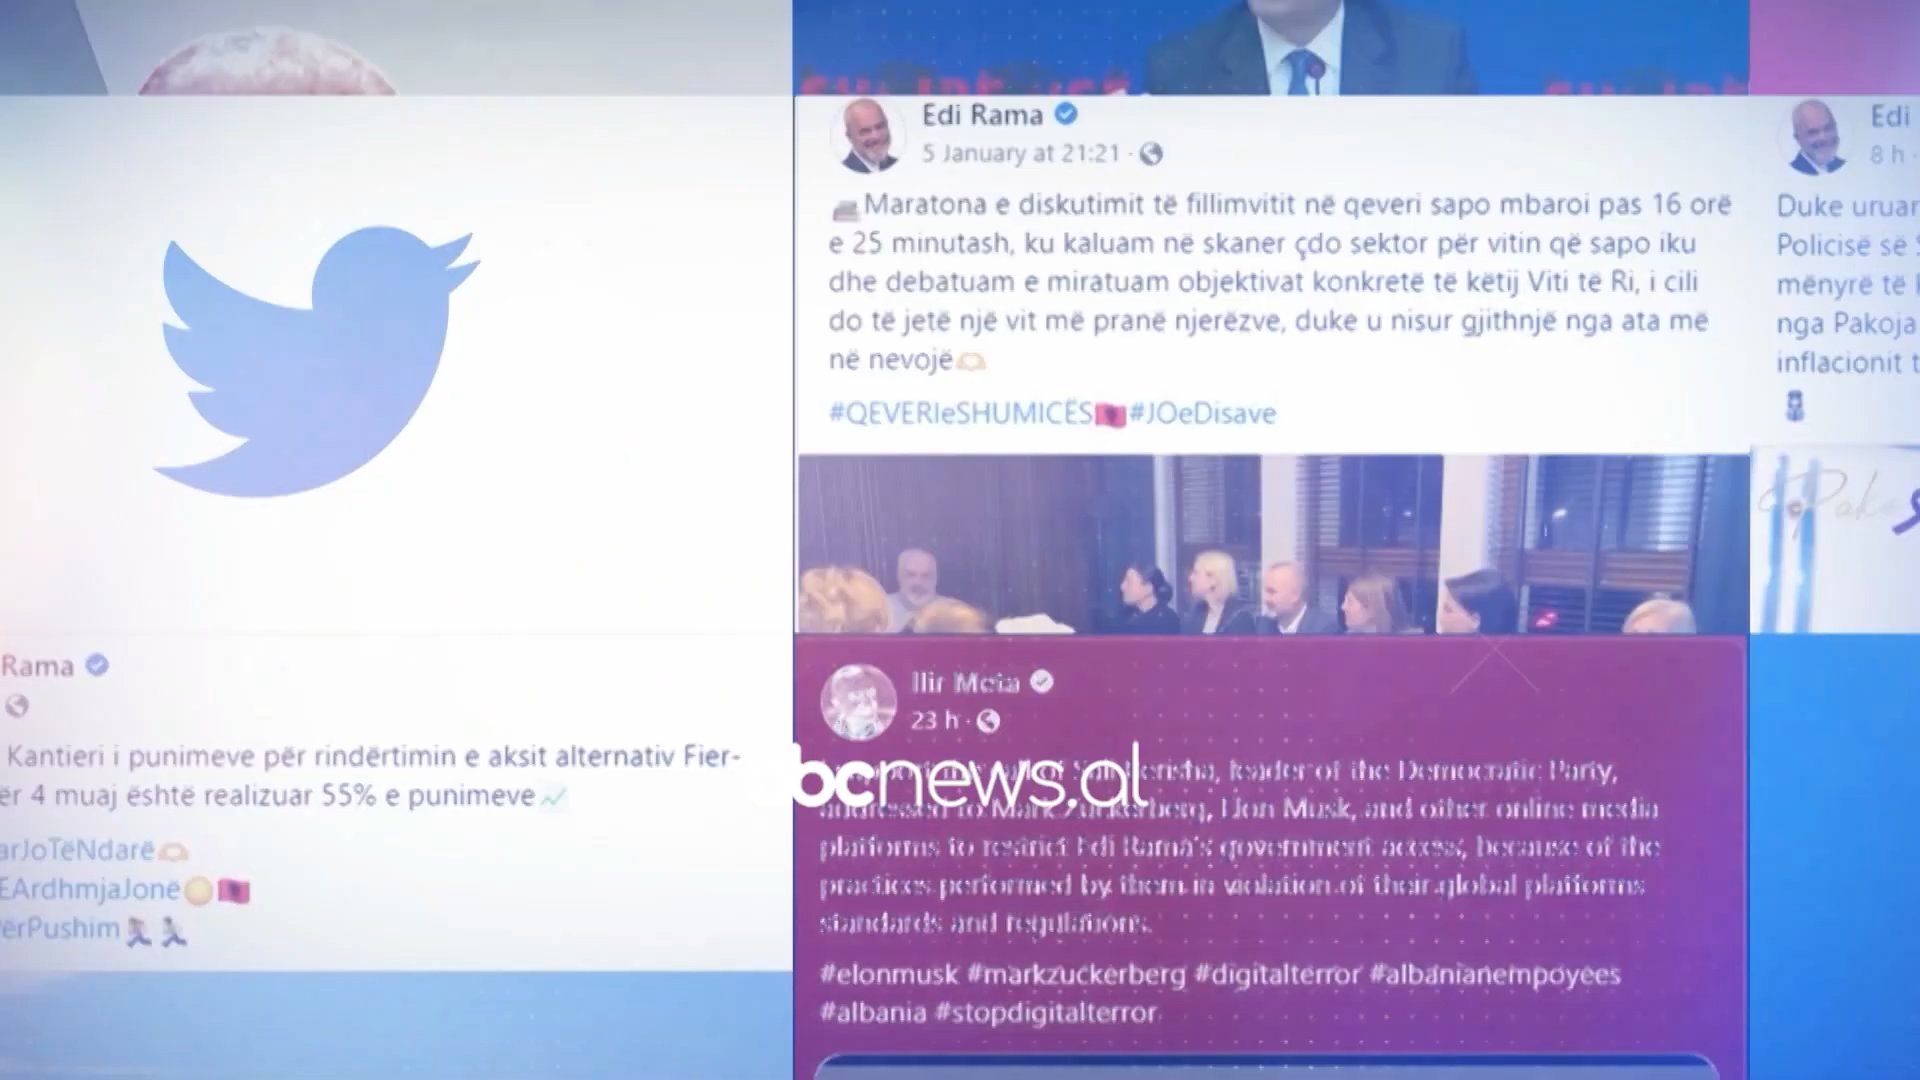 Edi Rama
5 January at 21:21 ·
Maratona e diskutimit të fillimvitit në qeveri sapo mbaroi pas 16 orë
e 25 minutash, ku kaluam në skaner çdo sektor për vitin që sapo iku
dhe debatuam e miratuam objektivat konkretë të këtij Viti të Ri, i cili
do të jetë një vit më pranë njerëzve, duke u nisur gjithnjë nga ata më
në nevojë
#QEVERIeSHUMICËS #JOeDisave
Edi
8 h ·
Duke uruar
Policisë së
mënyrë të
nga Pakoja
inflacionit
Rama
Kantieri i punimeve për rindërtimin e aksit alternativ Fier-
ër 4 muaj është realizuar 55% e punimeve
arJoTëNdarë
EArdhmjaJonë
ërPushim
Ilir Meta
23 h ·
Berisha, leader of the Democratic Party,
addressed to Mark Zuckerberg, Elon Musk, and other online media
platforms to restrict Edi Rama's government access, because of the
practices performed by them in violation of their global platforms
standards and regulations.
#elonmusk #markzuckerberg #digitalterror #albanianempoyees
#albania #stopdigitalterror
abcnews.al